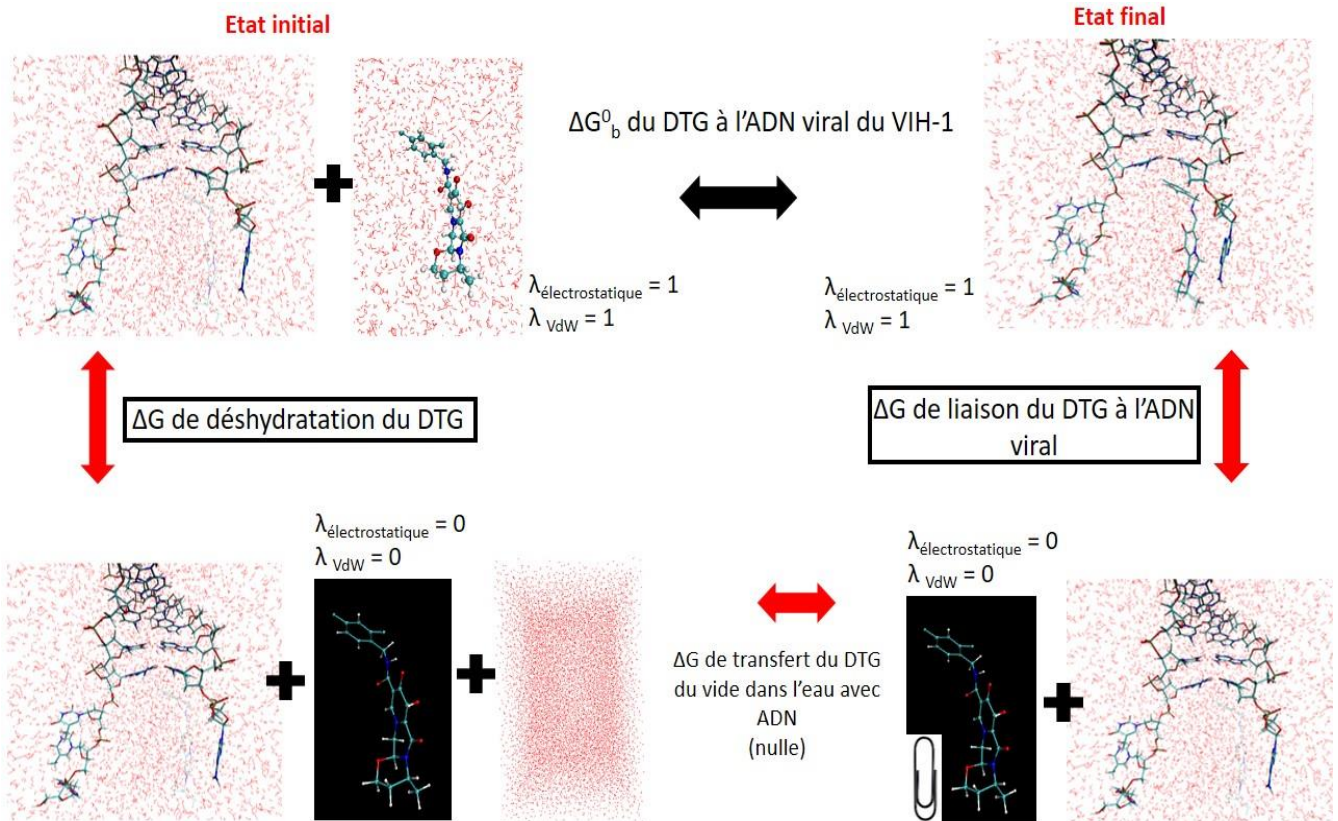 Etat initial
Etat final
ΔG⁰b du DTG à l’ADN viral du VIH-1
λélectrostatique = 1
λ VdW = 1
λélectrostatique = 1
λ VdW = 1
ΔG de déshydratation du DTG
ΔG de liaison du DTG à l’ADN
viral
λélectrostatique = 0
λ VdW = 0
λélectrostatique = 0
λ VdW = 0
ΔG de transfert du DTG
du vide dans l’eau avec
ADN
(nulle)